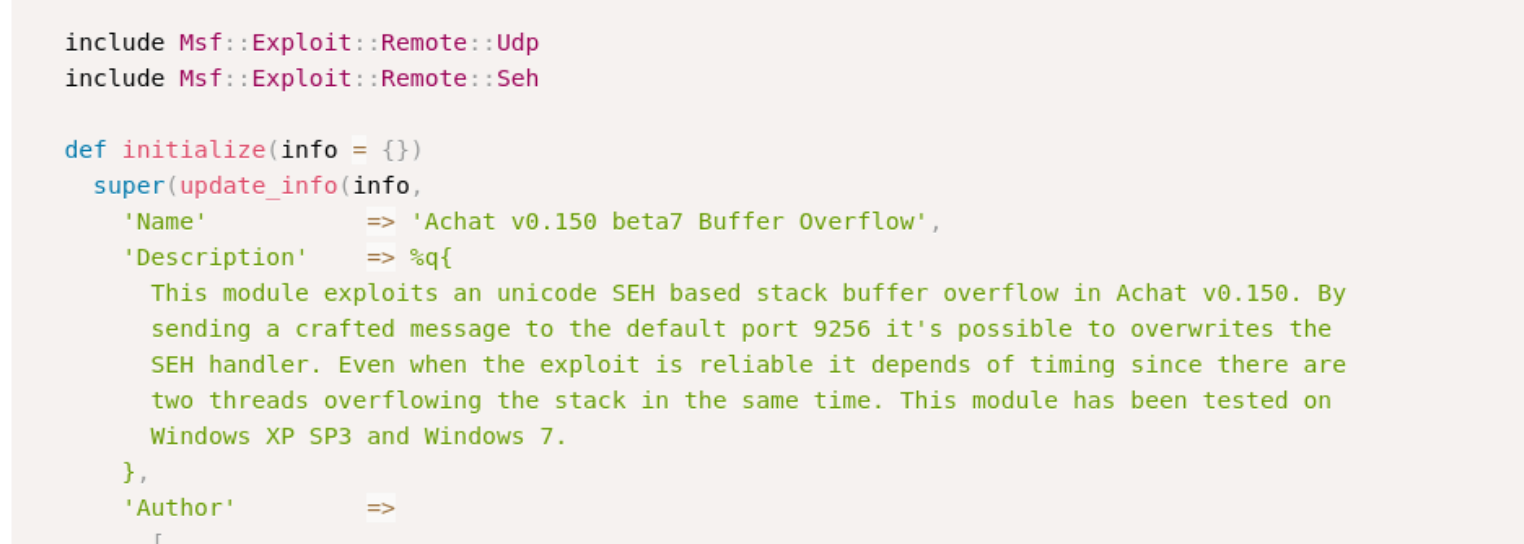 include Msf::Exploit::Remote::Udp
include Msf::Exploit::Remote::Seh
def initialize(info = {})
super(update_info(info,
'Name' => 'Achat v0.150 beta7 Buffer Overflow',
'Description' => %q{
This module exploits an unicode SEH based stack buffer overflow in Achat v0.150. By
sending a crafted message to the default port 9256 it's possible to overwrites the
SEH handler. Even when the exploit is reliable it depends of timing since there are
two threads overflowing the stack in the same time. This module has been tested on
Windows XP SP3 and Windows 7.
},
'Author' =>
[